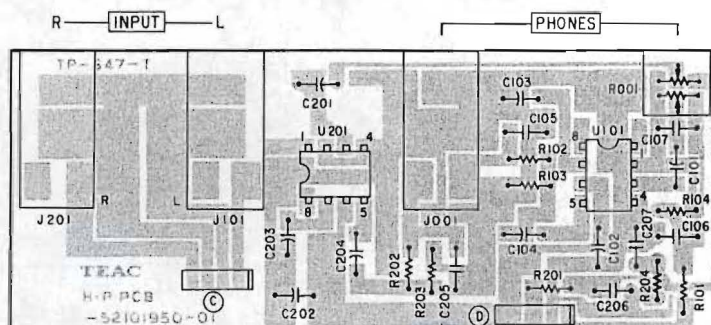 R INPUT L
PHONES
TP-647-1
C201
C103
R001
C105
C107
1 U201 4
8 U101 1
R102
R103
C101
R L
8 5
5 4
R104
J201 J101 J001
C106
C203
C204
C104
C102
C207
R202
R203
C205
R204
R101
TEAC
C
R201
H-P PCB
C202
D
C206
-52101950-01